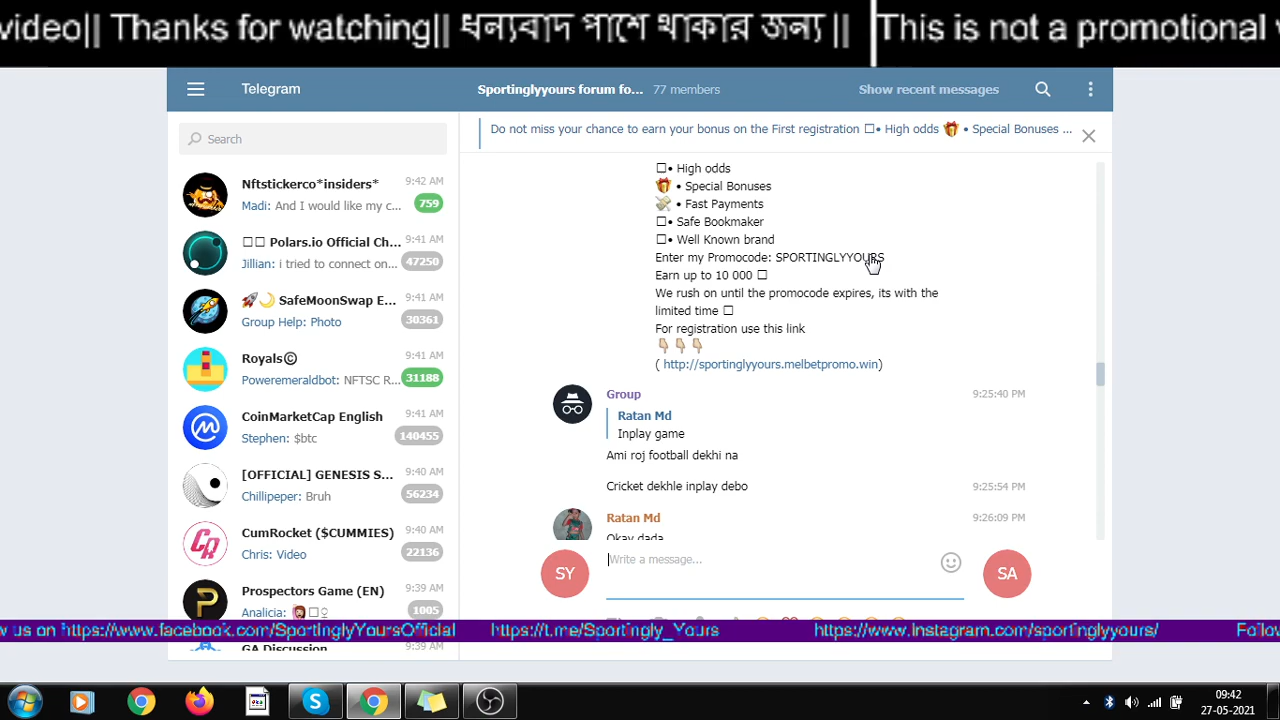 video|| Thanks for watching|| ধন্যবাদ পাশে থাকার জন্য || This is not a promotional
Telegram
Sportinglyyours forum fo... 77 members
Show recent messages
Search
Do not miss your chance to earn your bonus on the First registration □• High odds 🎁 • Special Bonuses ...
Nftstickerco*insiders* 9:42 AM
Madi: And I would like my c... 759
□□ Polars.io Official Ch... 9:41 AM
Jillian: i tried to connect on... 47250
🚀🌙 SafeMoonSwap E... 9:41 AM
Group Help: Photo 30361
Royals© 9:41 AM
Poweremeraldbot: NFTSC R... 31188
CoinMarketCap English 9:41 AM
Stephen: $btc 140455
[OFFICIAL] GENESIS S... 9:40 AM
Chillipeper: Bruh 56234
CumRocket ($CUMMIES) 9:40 AM
Chris: Video 22136
Prospectors Game (EN) 9:39 AM
Analicia: 1005
GA Discussion 9:39 AM
□• High odds
🎁 • Special Bonuses
💸 • Fast Payments
□• Safe Bookmaker
□• Well Known brand
Enter my Promocode: SPORTINGLYYOURS
Earn up to 10 000 □
We rush on until the promocode expires, its with the
limited time □
For registration use this link
👇🏻👇🏻👇🏻
( http://sportinglyyours.melbetpromo.win)
Group 9:25:40 PM
Ratan Md
Inplay game
Ami roj football dekhi na
Cricket dekhle inplay debo 9:25:54 PM
Ratan Md 9:26:09 PM
Okay dada
SY
Write a message...
SA
w us on https://www.facebook.com/SportinglyYoursOfficial https://t.me/Sportingly_Yours https://www.instagram.com/sportinglyyours/ Follo
09:42
27-05-2021